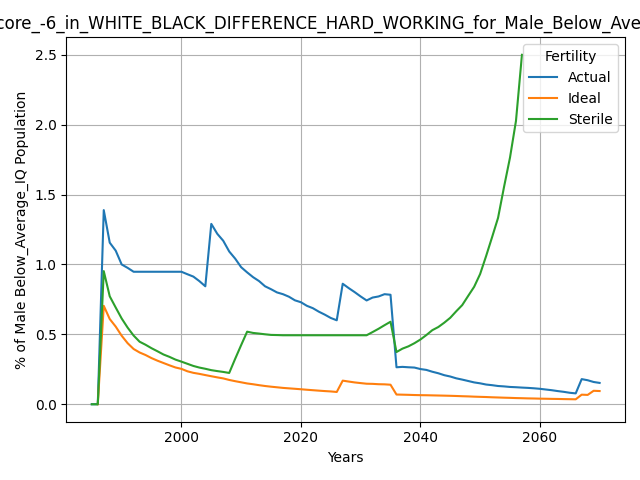 core_-6_in_WHITE_BLACK_DIFFERENCE_HARD_WORKING_for_Male_Below_Ave
Fertility
Actual
Ideal
Sterile
% of Male Below_Average_IQ Population
2.5
2.0
1.5
1.0
0.5
0.0
2000
2020
2040
2060
Years